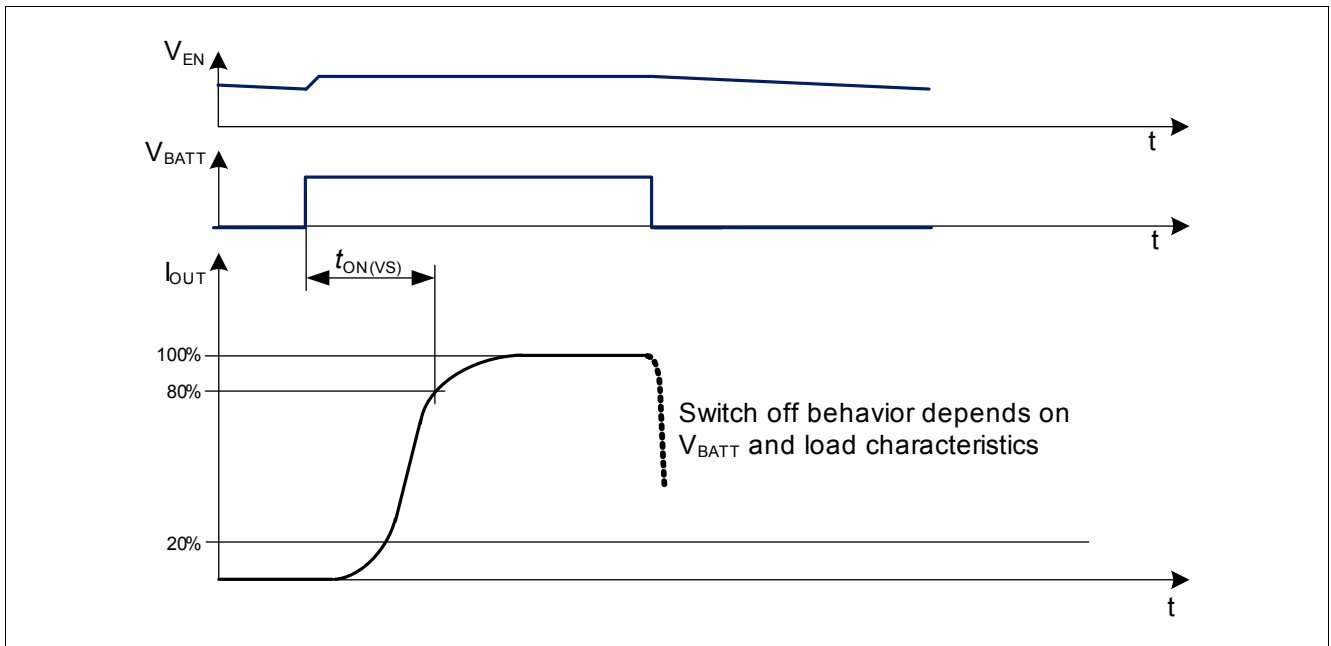 VEN
t
VBATT
t
IOUT
tON(VS)
100%
80%
Switch off behavior depends on
VBATT and load characteristics
20%
t